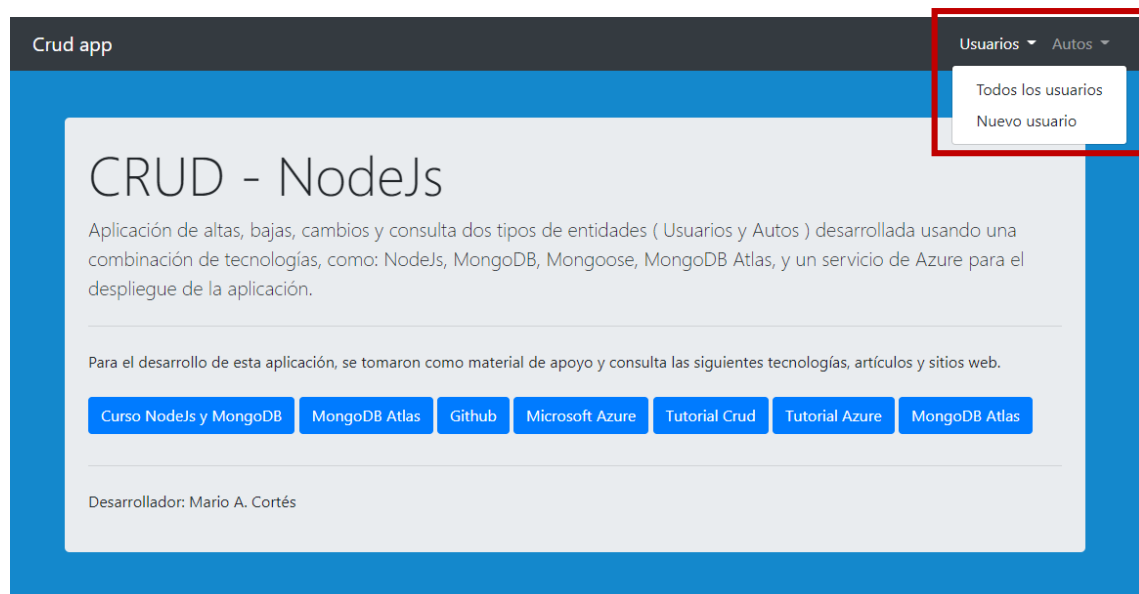 Crud app
Usuarios Autos
Todos los usuarios
Nuevo usuario
CRUD - NodeJs
Aplicación de altas, bajas, cambios y consulta dos tipos de entidades ( Usuarios y Autos ) desarrollada usando una
combinación de tecnologías, como: NodeJs, MongoDB, Mongoose, MongoDB Atlas, y un servicio de Azure para el
despliegue de la aplicación.
Para el desarrollo de esta aplicación, se tomaron como material de apoyo y consulta las siguientes tecnologías, artículos y sitios web.
Curso NodeJs y MongoDB MongoDB Atlas Github Microsoft Azure Tutorial Crud Tutorial Azure MongoDB Atlas
Desarrollador: Mario A. Cortés